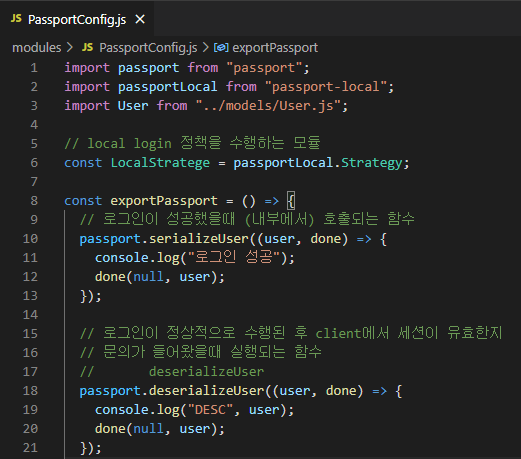 JS PassportConfig.js ×
modules > JS PassportConfig.js > exportPassport
1 import passport from "passport";
2 import passportLocal from "passport-local";
3 import User from "../models/User.js";
4
5 // local login 정책을 수행하는 모듈
6 const LocalStratege = passportLocal.Strategy;
7
8 const exportPassport = () => {
9 // 로그인이 성공했을때 (내부에서) 호출되는 함수
10 passport.serializeUser((user, done) => {
11 console.log("로그인 성공");
12 done(null, user);
13 });
14
15 // 로그인이 정상적으로 수행된 후 client에서 세션이 유효한지
16 // 문의가 들어왔을때 실행되는 함수
17 // deserializeUser
18 passport.deserializeUser((user, done) => {
19 console.log("DESC", user);
20 done(null, user);
21 });